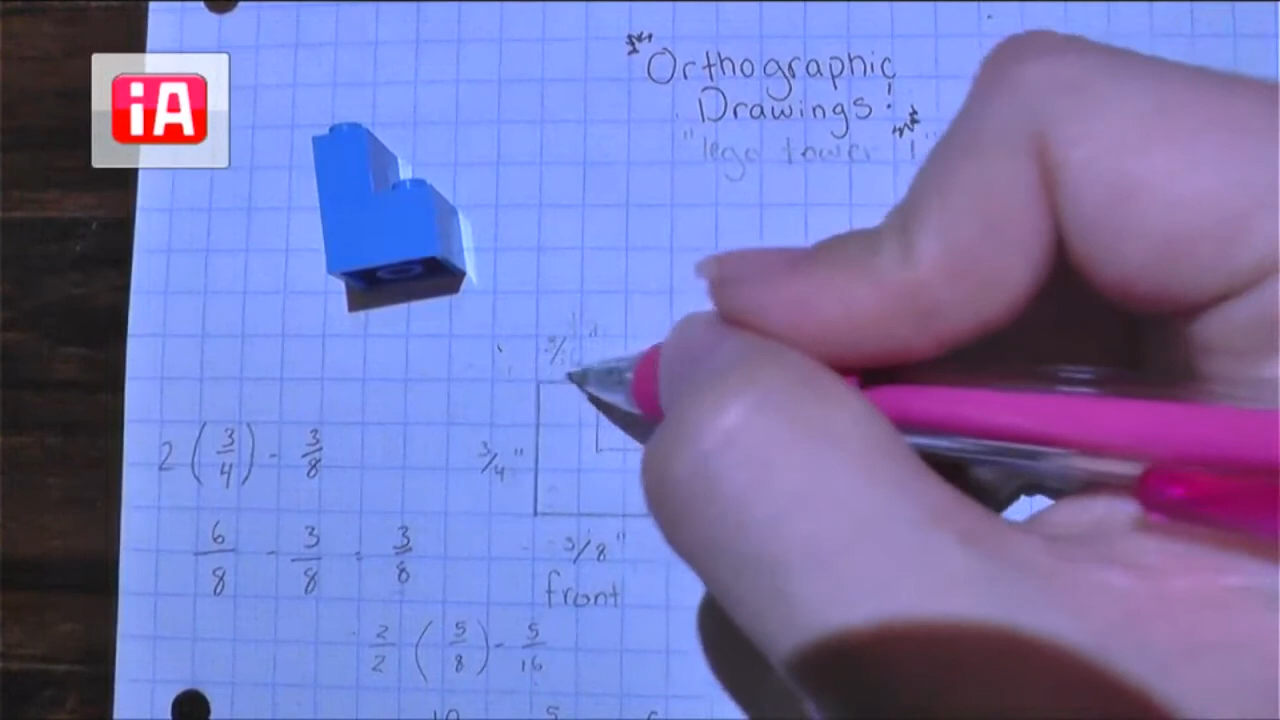 iA
Orthographic
Drawings!
"lego tower!"
3/4"
2 (3/4) - 3/8
6/8 - 3/8 = 3/8
3/8"
front
2/2 (5/8) - 5/16